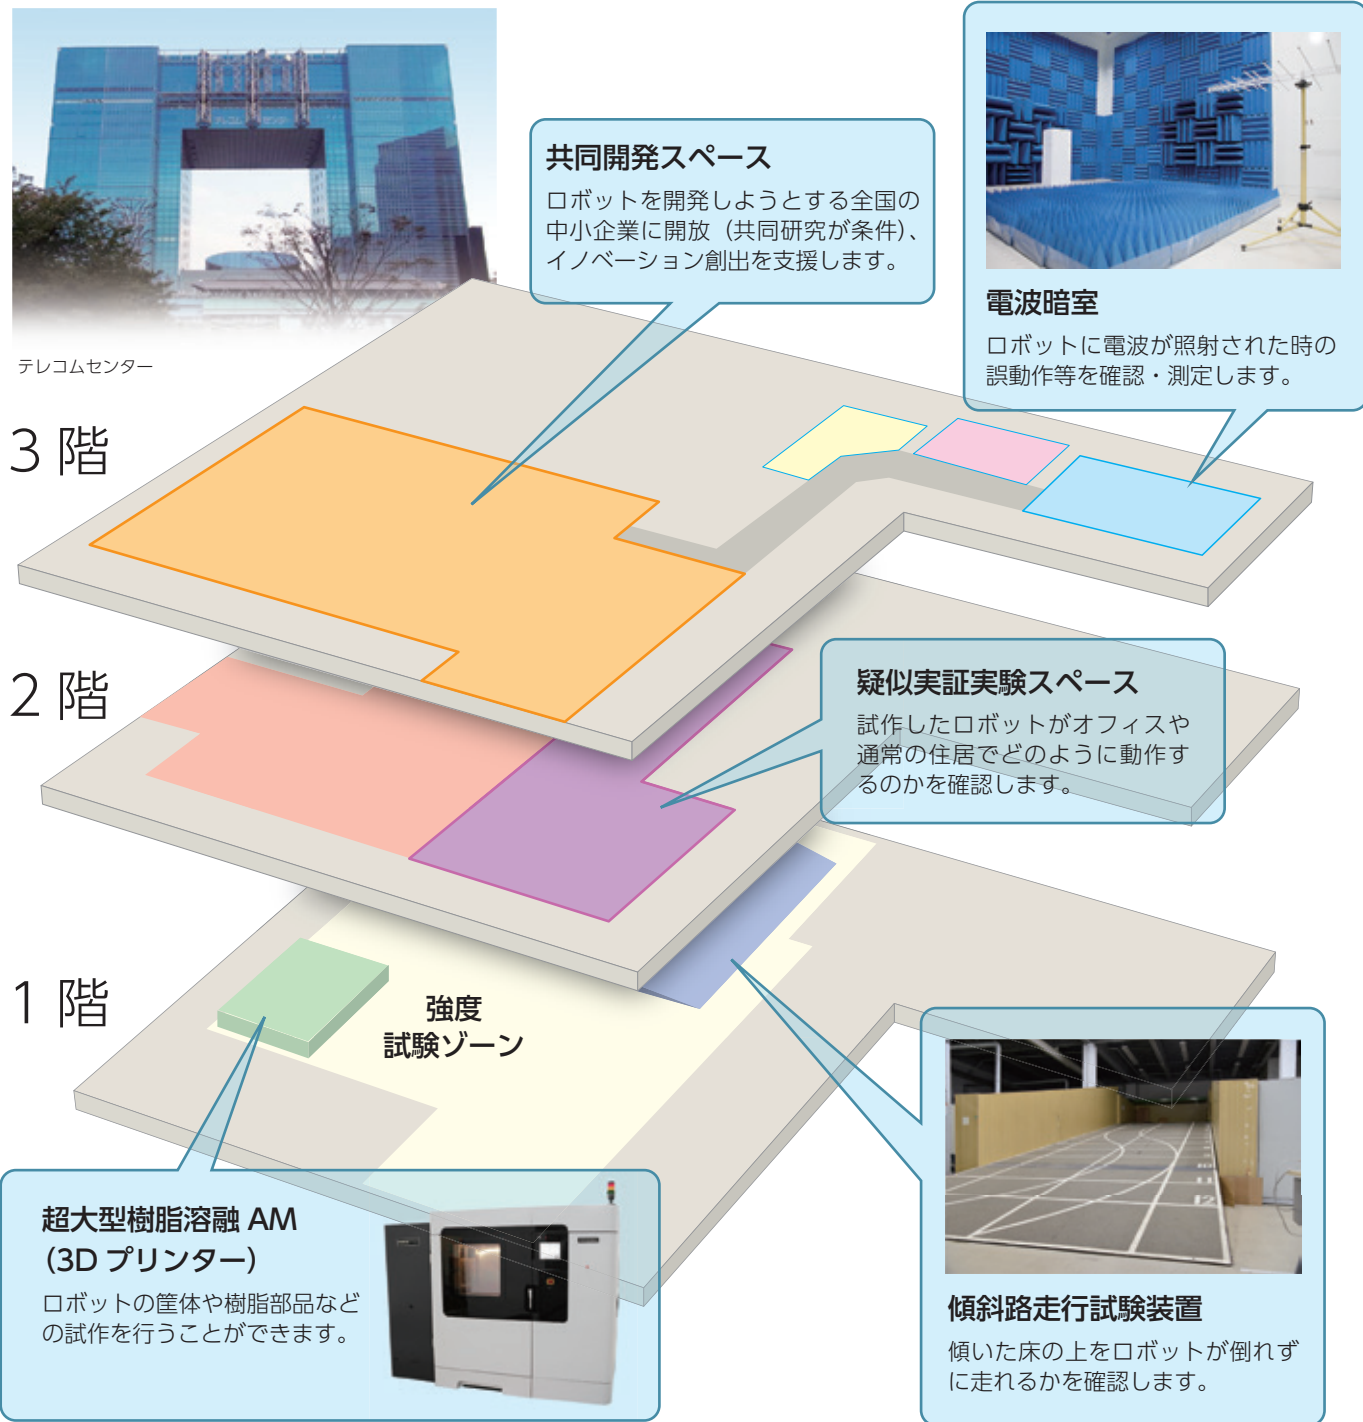 テレコムセンター
テレコムセンター
共同開発スペース
ロボットを開発しようとする全国の
中小企業に開放（共同研究が条件）、
イノベーション創出を支援します。
電波暗室
ロボットに電波が照射された時の
誤動作等を確認・測定します。
3 階
2 階
疑似実証実験スペース
試作したロボットがオフィスや
通常の住居でどのように動作す
るのかを確認します。
1 階
強度
試験ゾーン
超大型樹脂溶融 AM
（3D プリンター）
ロボットの筐体や樹脂部品など
の試作を行うことができます。
傾斜路走行試験装置
傾いた床の上をロボットが倒れず
に走れるかを確認します。